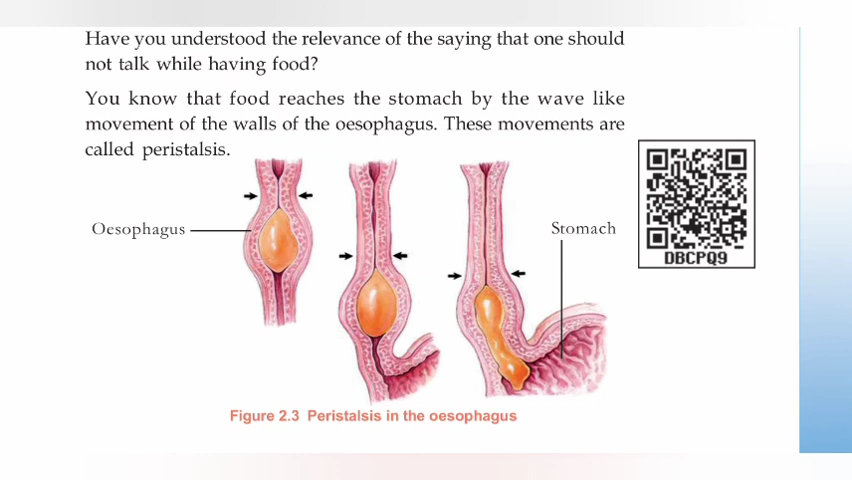 Have you understood the relevance of the saying that one should
not talk while having food?
You know that food reaches the stomach by the wave like
movement of the walls of the oesophagus. These movements are
called peristalsis.
Oesophagus
Stomach
DBCPQ9
Figure 2.3 Peristalsis in the oesophagus